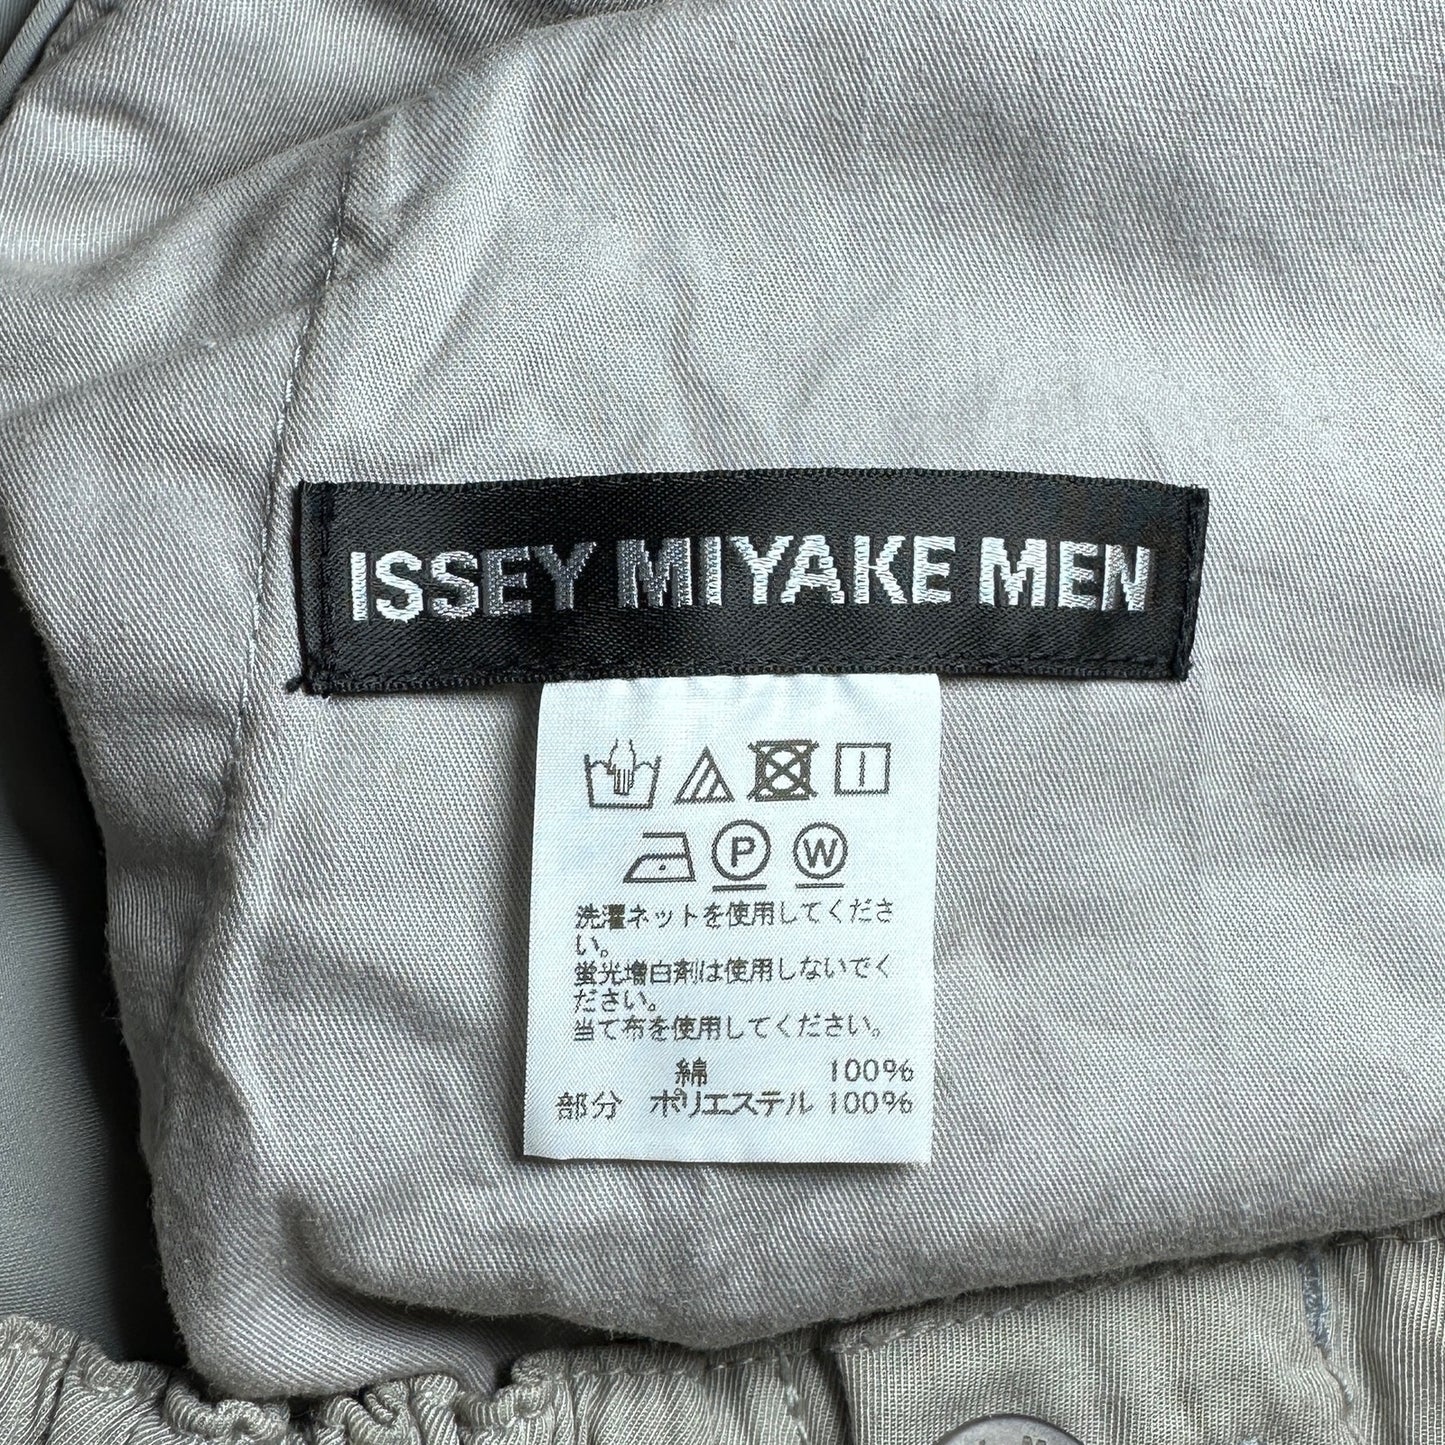 ISSEY MIYAKE MEN
P W
洗濯ネットを使用してくださ
い。
蛍光増白剤は使用しないでく
ださい。
当て布を使用してください。
綿 100%
部分 ポリエステル 100%